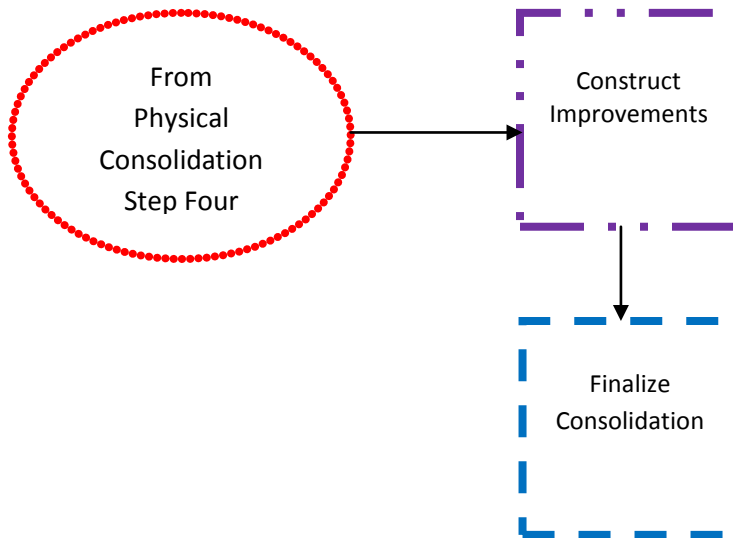 From
Physical
Consolidation
Step Four
Construct
Improvements
Finalize
Consolidation